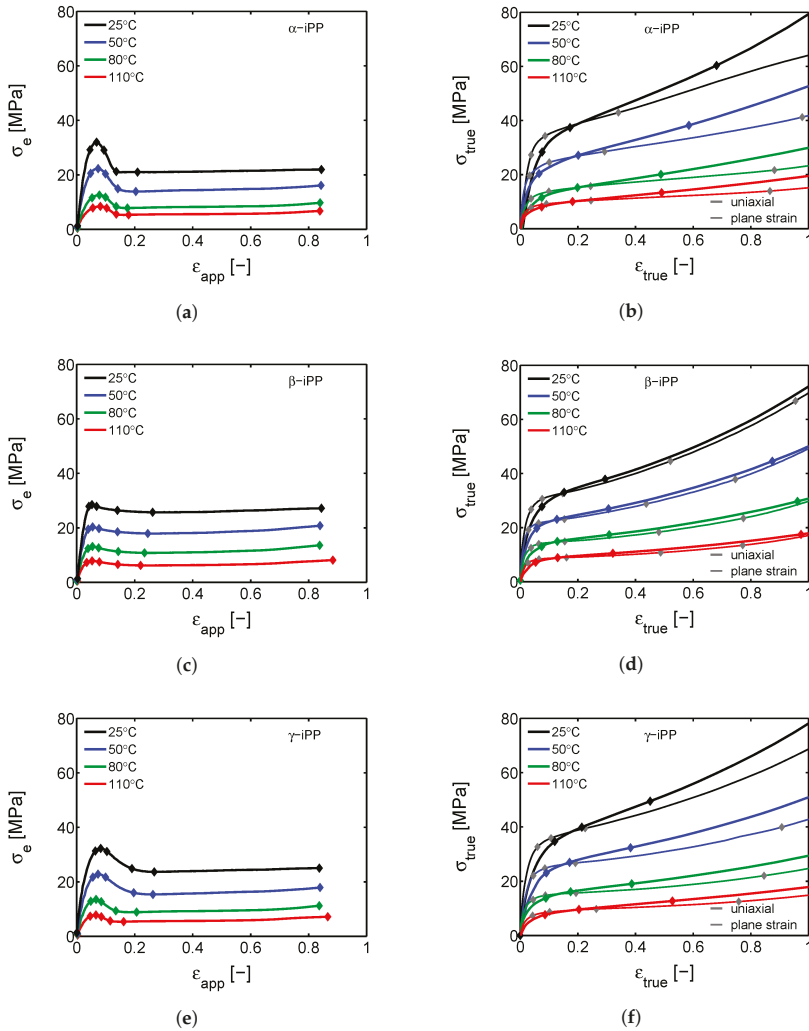 80
60
40
20
0
σe [MPa]
25°C
50°C
80°C
110°C
α-iPP
0 0.2 0.4 0.6 0.8 1
εapp [−]
(a)
80
60
40
20
0
σtrue [MPa]
25°C
50°C
80°C
110°C
α-iPP
uniaxial
plane strain
0 0.2 0.4 0.6 0.8 1
εtrue [−]
(b)
80
60
40
20
0
σe [MPa]
25°C
50°C
80°C
110°C
β-iPP
0 0.2 0.4 0.6 0.8 1
εapp [−]
(c)
80
60
40
20
0
σtrue [MPa]
25°C
50°C
80°C
110°C
β-iPP
uniaxial
plane strain
0 0.2 0.4 0.6 0.8 1
εtrue [−]
(d)
80
60
40
20
0
σe [MPa]
25°C
50°C
80°C
110°C
γ-iPP
0 0.2 0.4 0.6 0.8 1
εapp [−]
(e)
80
60
40
20
0
σtrue [MPa]
25°C
50°C
80°C
110°C
γ-iPP
uniaxial
plane strain
0 0.2 0.4 0.6 0.8 1
εtrue [−]
(f)